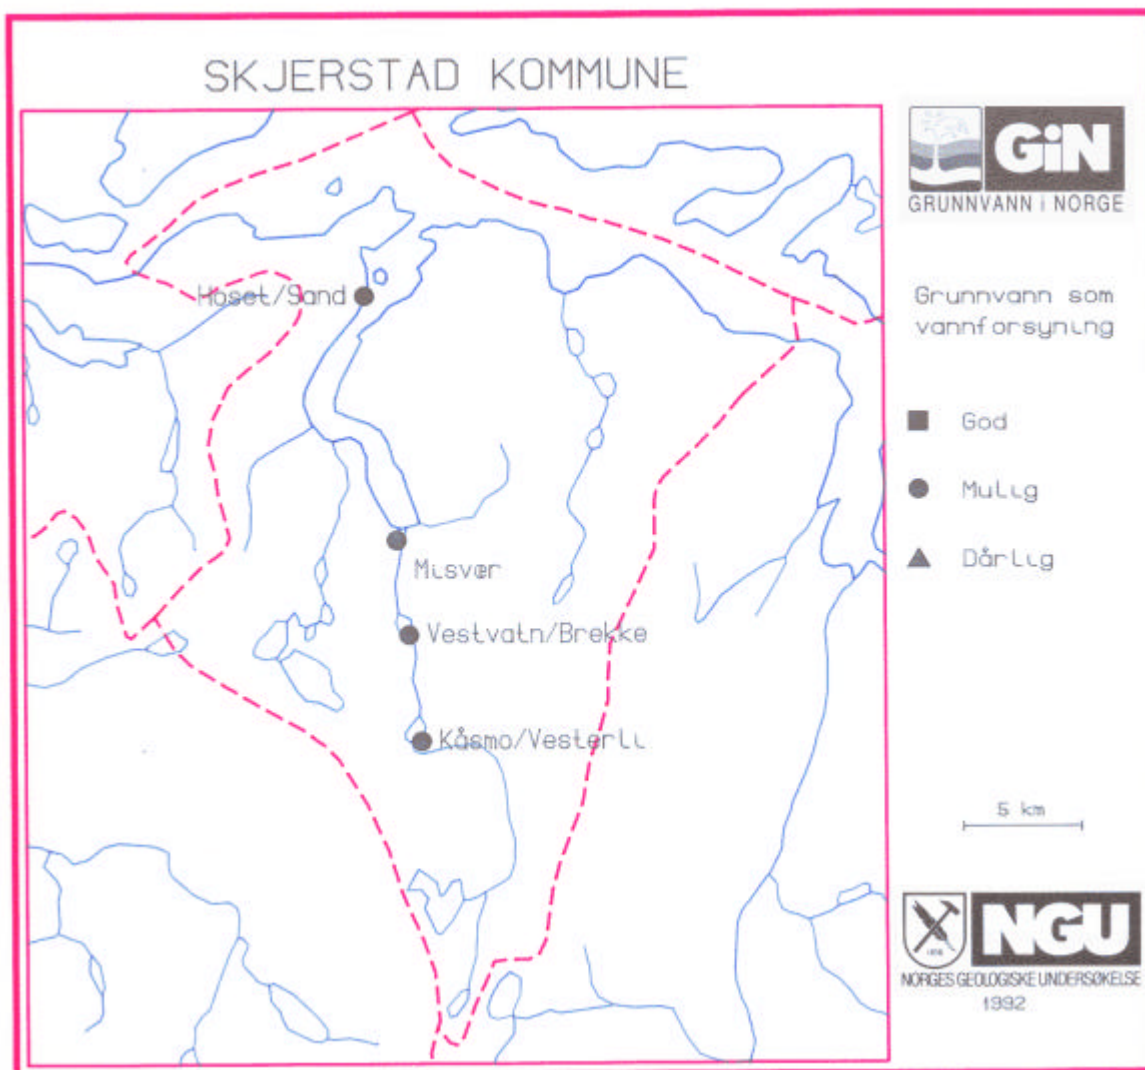 SKJERSTAD KOMMUNE
GiN
GRUNNVANN i NORGE
Grunnvann som
vannforsyning
God
Mulig
Dårlig
Høset/Sand
Misvær
Vestvatn/Brekke
Kåsmo/Vesterli
5 km
NGU
NORGES GEOLOGISKE UNDERSØKELSE
1992